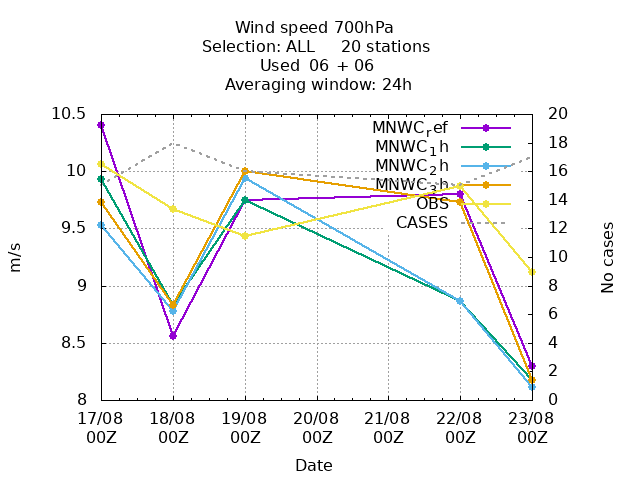 Wind speed 700hPa
Selection: ALL 20 stations
Used 06 + 06
Averaging window: 24h
10.5
10
9.5
9
8.5
8
m/s
20
18
16
14
12
10
8
6
4
2
0
No cases
MNWC_ref
MNWC_1h
MNWC_2h
MNWC_3h
OBS
CASES
17/08 18/08 19/08 20/08 21/08 22/08 23/08
00Z 00Z 00Z 00Z 00Z 00Z 00Z
Date